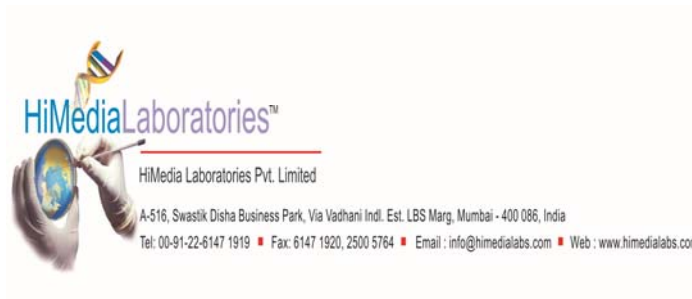 HiMediaLaboratories™
HiMedia Laboratories Pvt. Limited
A-516, Swastik Disha Business Park, Via Vadhani Indl. Est. LBS Marg, Mumbai - 400 086, India
Tel: 00-91-22-6147 1919 ▪ Fax: 6147 1920, 2500 5764 ▪ Email : info@himedialabs.com ▪ Web : www.himedialabs.com